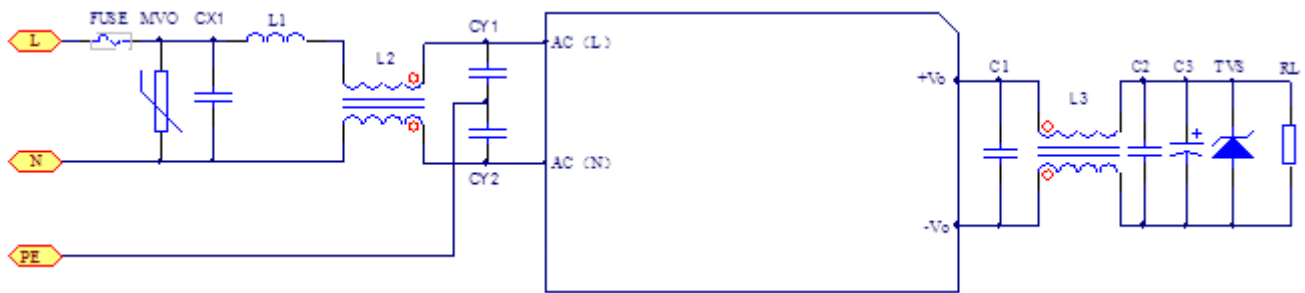 FUSE MVO CX1 L1
L
L2
CY1
AC (L)
+Vo
C1
L3
C2 C3 TVS RL
+
N
CY2
AC (N)
-Vo
PE